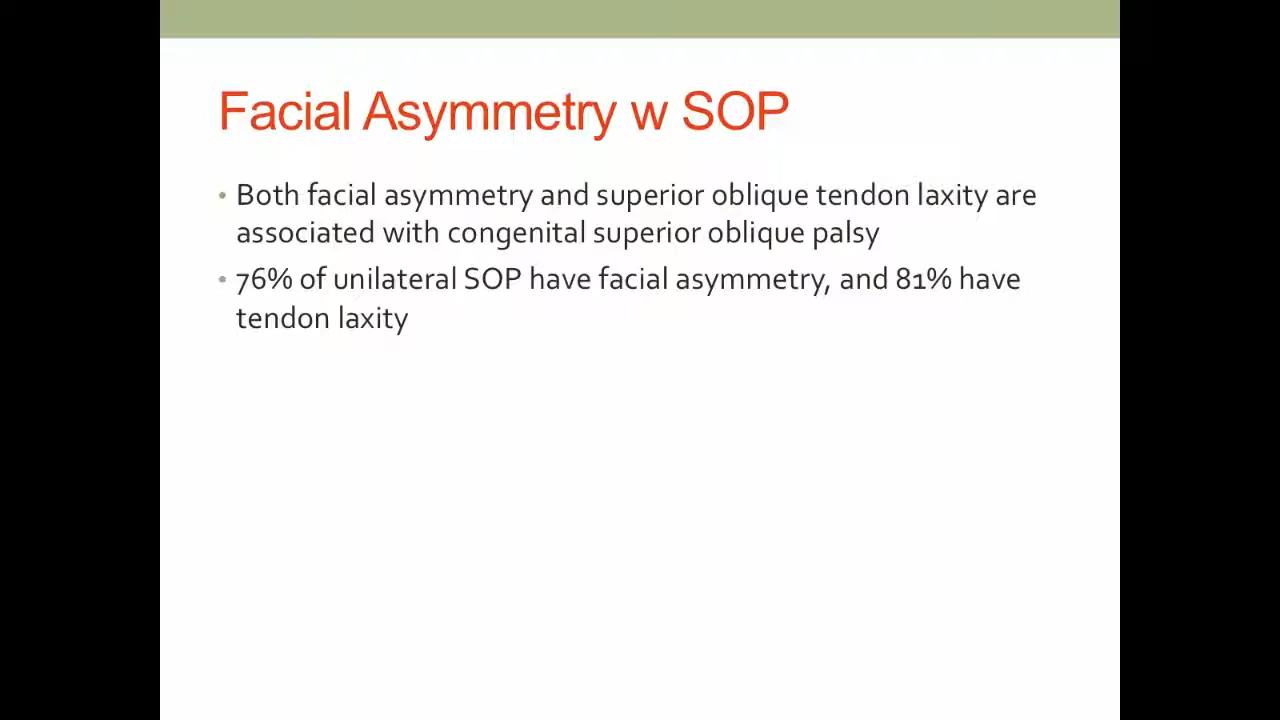 Facial Asymmetry w SOP
• Both facial asymmetry and superior oblique tendon laxity are
associated with congenital superior oblique palsy
• 76% of unilateral SOP have facial asymmetry, and 81% have
tendon laxity